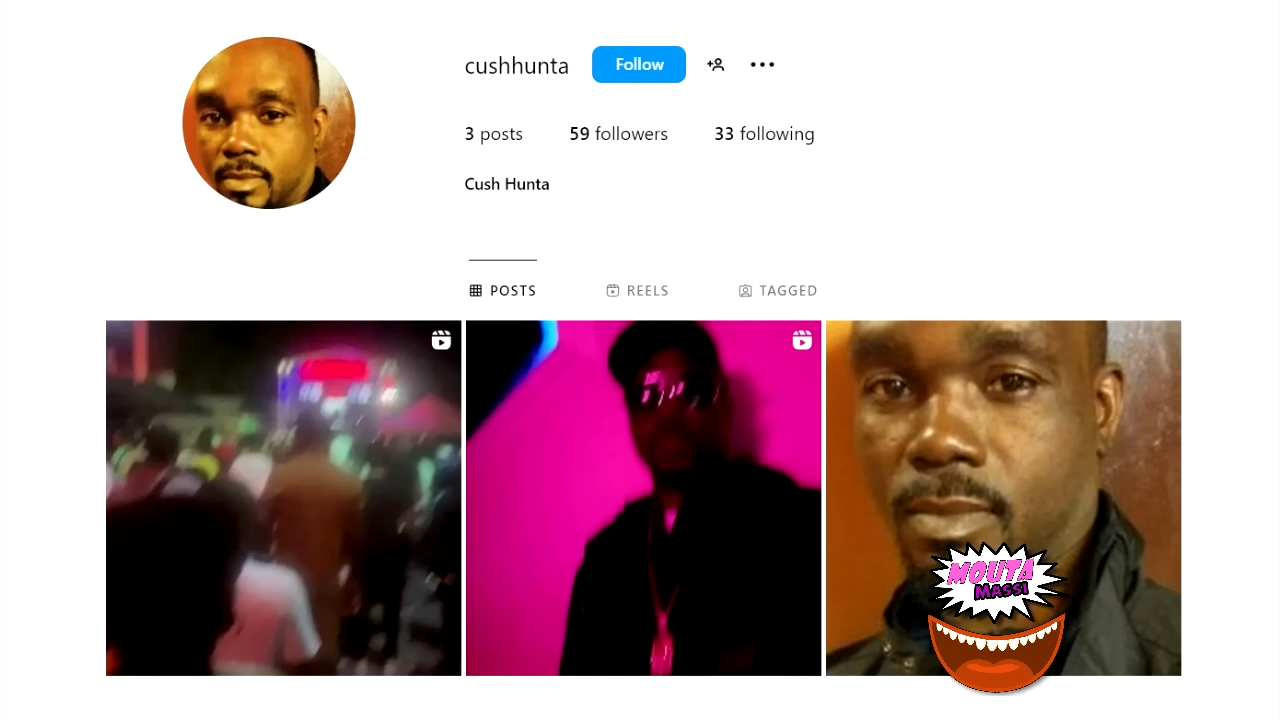 cushhunta Follow
3 posts 59 followers 33 following
Cush Hunta
POSTS REELS TAGGED
MOUTA
MASSI